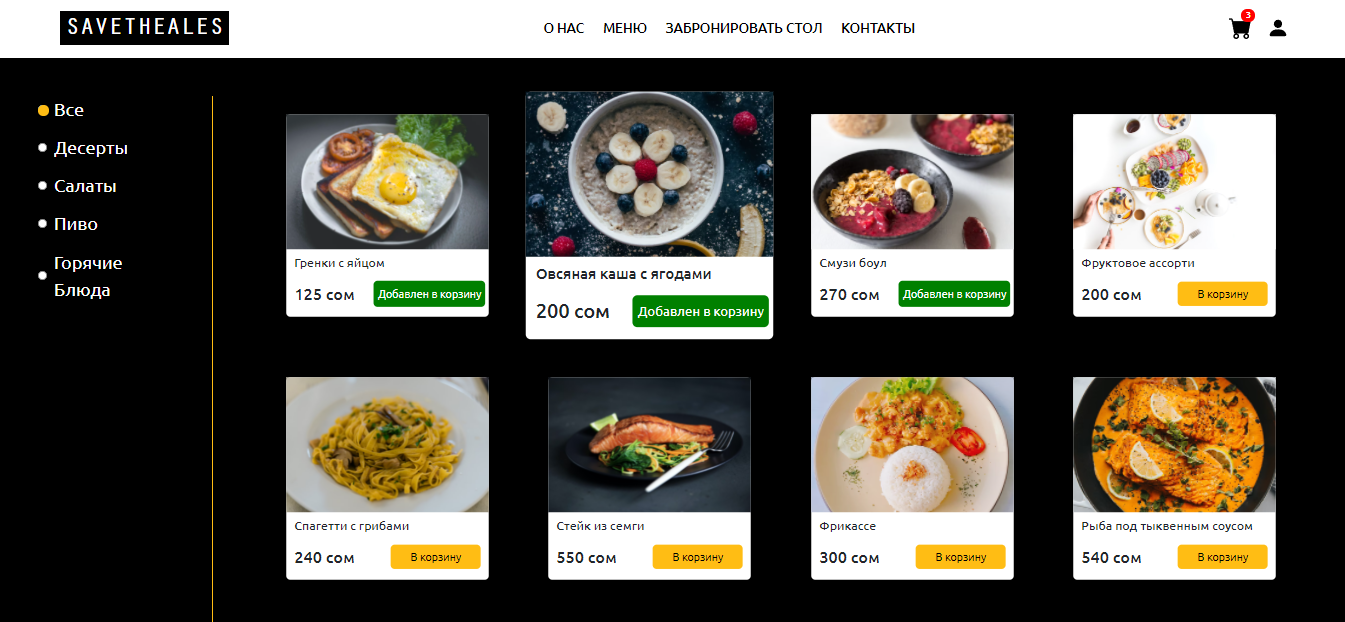 SAVETHEALES
О НАС МЕНЮ ЗАБРОНИРОВАТЬ СТОЛ КОНТАКТЫ
3
Все
Десерты
Салаты
Пиво
Горячие
Блюда
Гренки с яйцом
125 сом Добавлен в корзину
Овсяная каша с ягодами
200 сом Добавлен в корзину
Смузи боул
270 сом Добавлен в корзину
Фруктовое ассорти
200 сом В корзину
Спагетти с грибами
240 сом В корзину
Стейк из семги
550 сом В корзину
Фрикассе
300 сом В корзину
Рыба под тыквенным соусом
540 сом В корзину